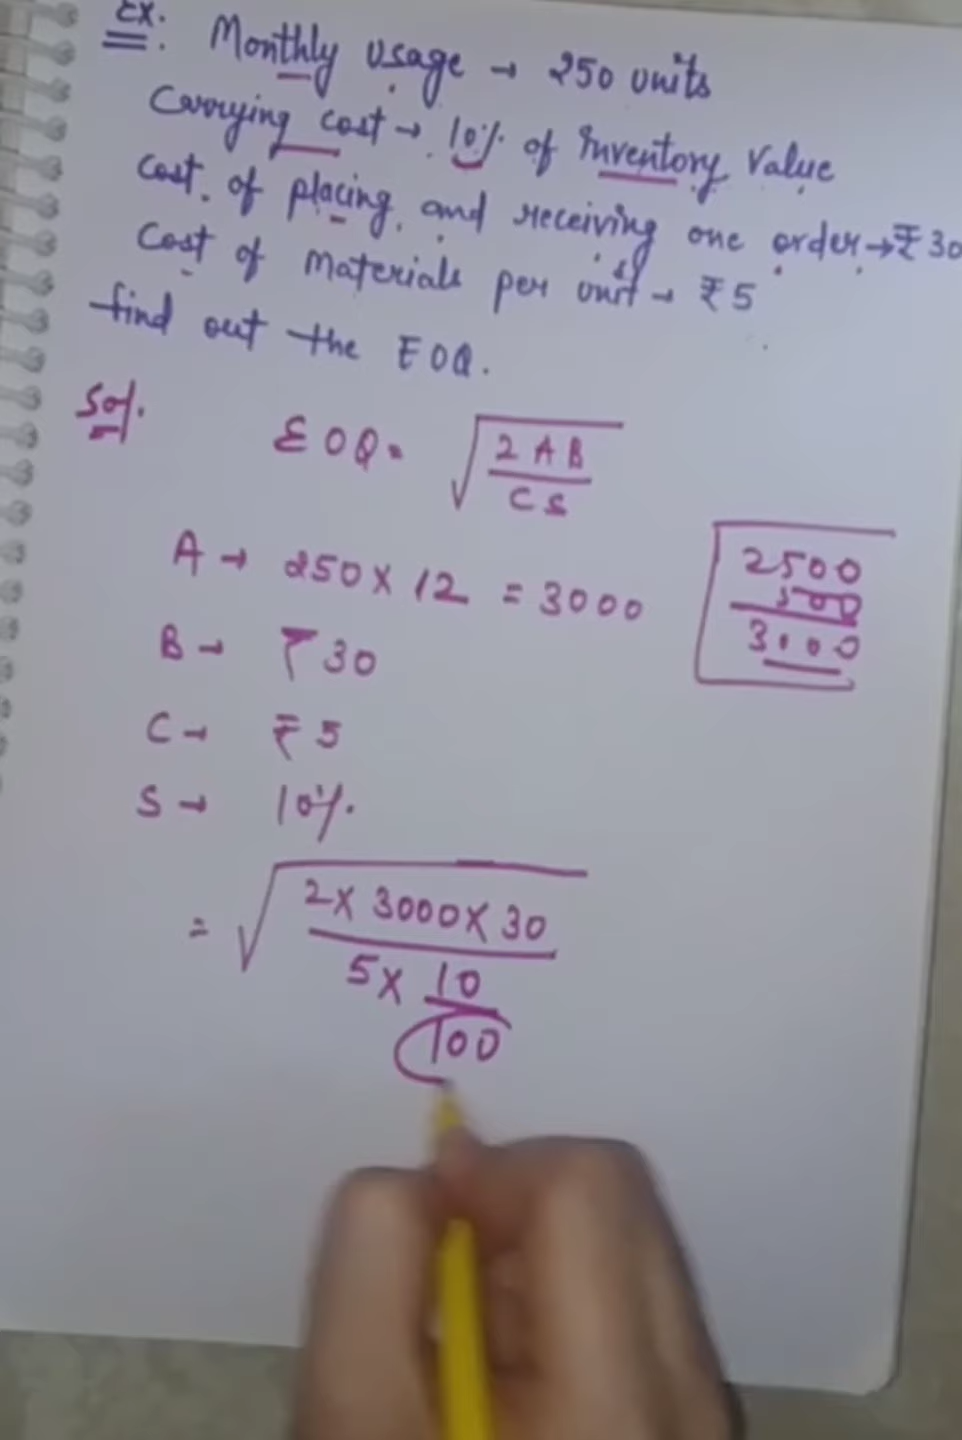 Ex:
Monthly usage → 250 units
Carrying cost → 10% of Inventory Value
Cost of placing and receiving one order → ₹30
Cost of Materials per unit → ₹5
find out the EOQ.
Sol.
EOQ = √ 2 A B
C S
A → 250 × 12 = 3000
2500
500
3000
B → ₹30
C → ₹5
S → 10%
= √ 2 × 3000 × 30
5 × 10
100